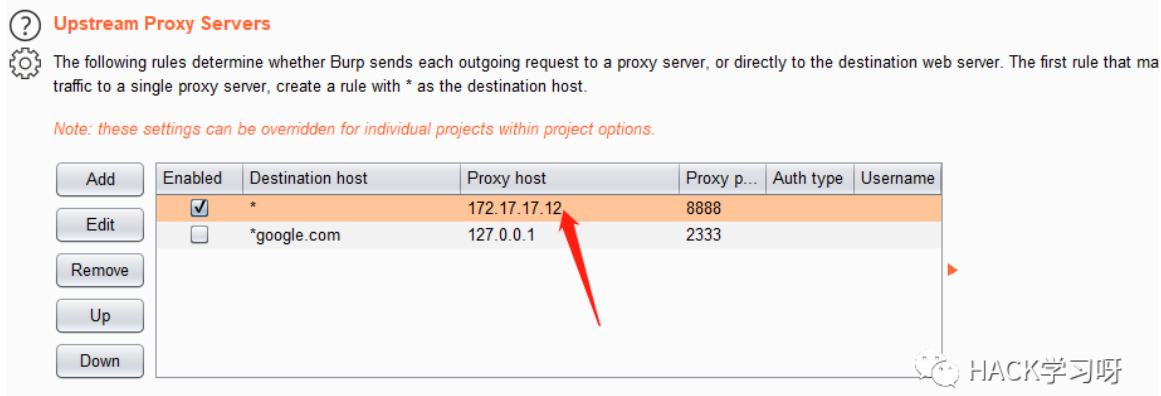 Upstream Proxy Servers
The following rules determine whether Burp sends each outgoing request to a proxy server, or directly to the destination web server. The first rule that ma
traffic to a single proxy server, create a rule with * as the destination host.
Note: these settings can be overridden for individual projects within project options.
Add
Edit
Remove
Up
Down
Enabled Destination host Proxy host Proxy p... Auth type Username
* 172.17.17.12 8888
*google.com 127.0.0.1 2333
HACK学习呀